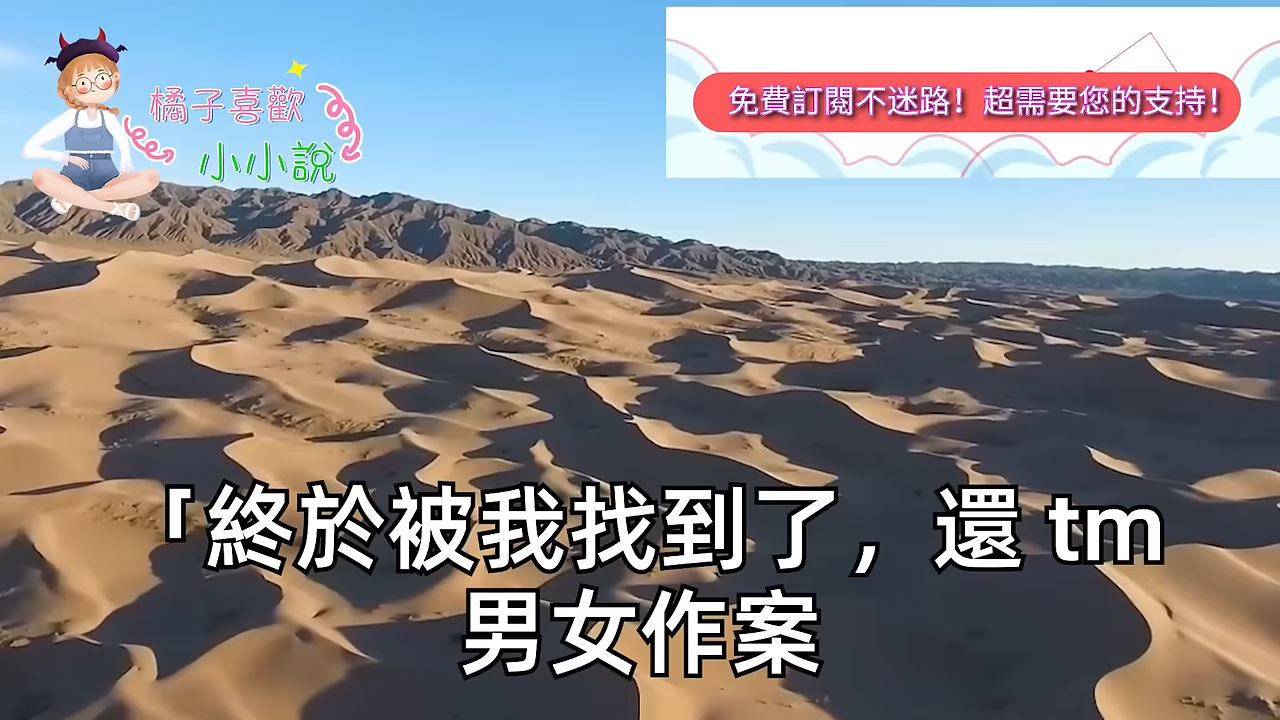 橘子喜歡
小小說
免費訂閱不迷路！超需要您的支持！
「終於被我找到了，還 tm
男女作案